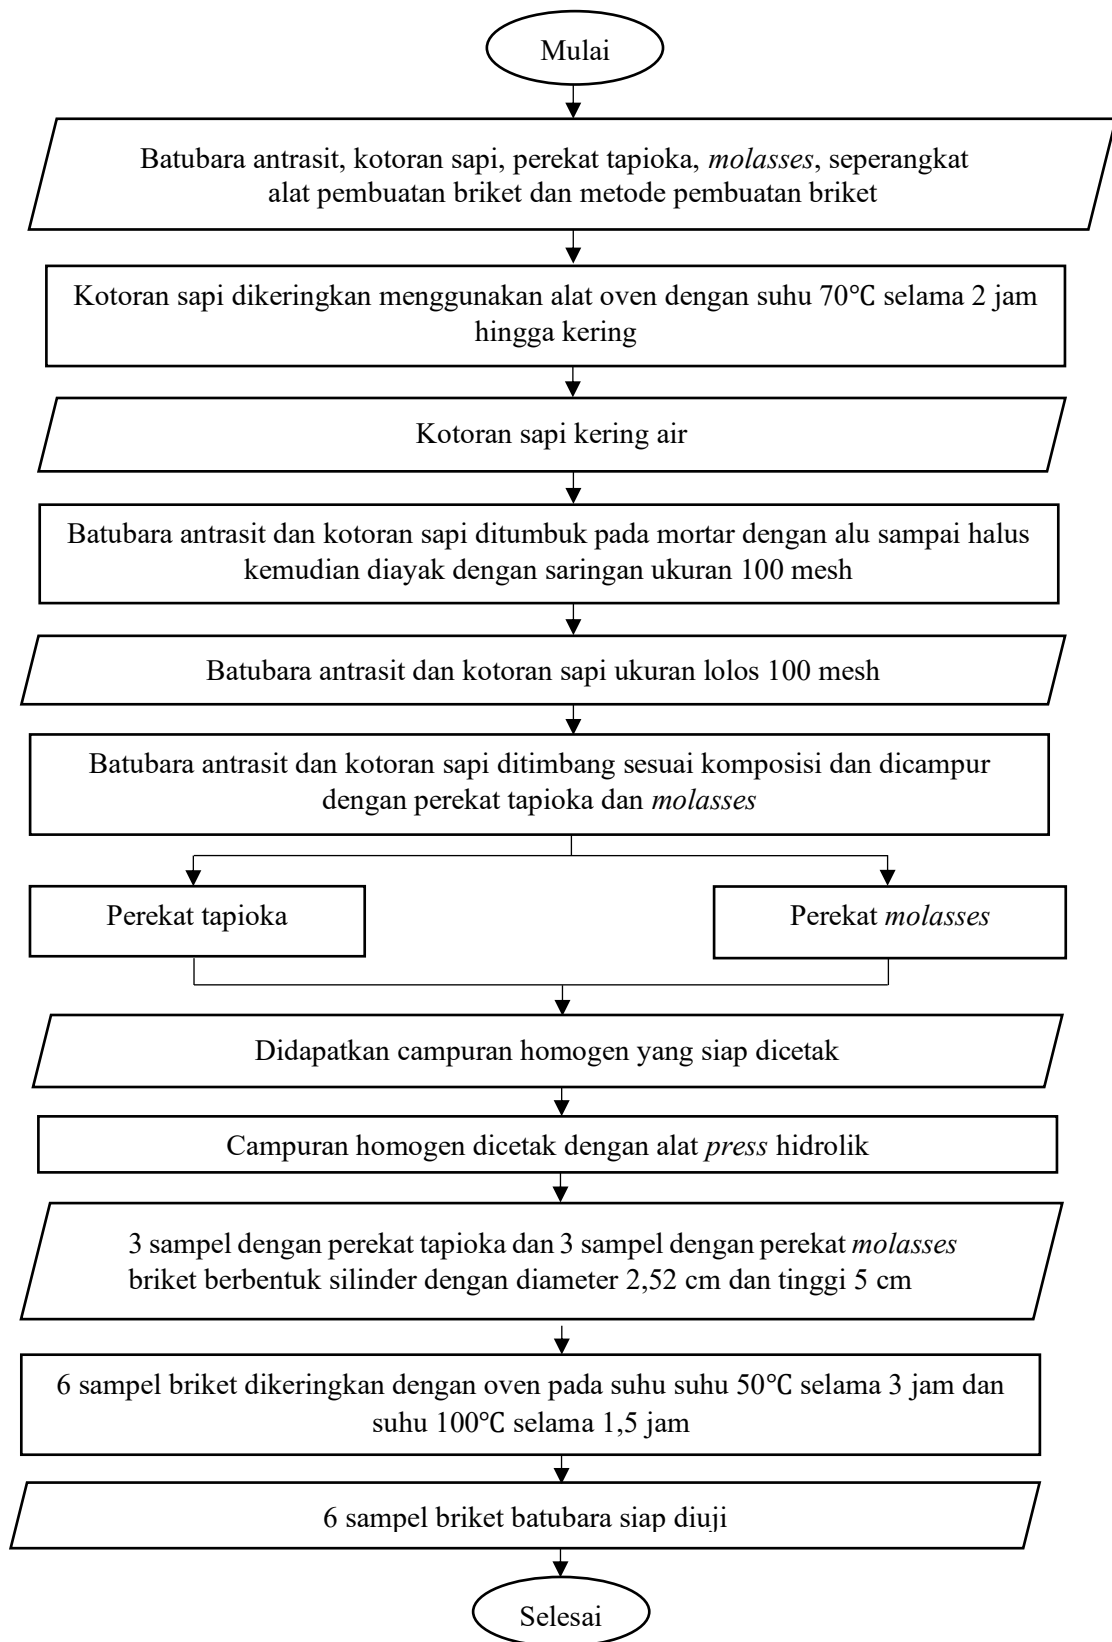 Mulai
Batubara antrasit, kotoran sapi, perekat tapioka, molasses, seperangkat
alat pembuatan briket dan metode pembuatan briket
Kotoran sapi dikeringkan menggunakan alat oven dengan suhu 70℃ selama 2 jam
hingga kering
Kotoran sapi kering air
Batubara antrasit dan kotoran sapi ditumbuk pada mortar dengan alu sampai halus
kemudian diayak dengan saringan ukuran 100 mesh
Batubara antrasit dan kotoran sapi ukuran lolos 100 mesh
Batubara antrasit dan kotoran sapi ditimbang sesuai komposisi dan dicampur
dengan perekat tapioka dan molasses
Perekat tapioka
Perekat molasses
Didapatkan campuran homogen yang siap dicetak
Campuran homogen dicetak dengan alat press hidrolik
3 sampel dengan perekat tapioka dan 3 sampel dengan perekat molasses
briket berbentuk silinder dengan diameter 2,52 cm dan tinggi 5 cm
6 sampel briket dikeringkan dengan oven pada suhu suhu 50℃ selama 3 jam dan
suhu 100℃ selama 1,5 jam
6 sampel briket batubara siap diuji
Selesai